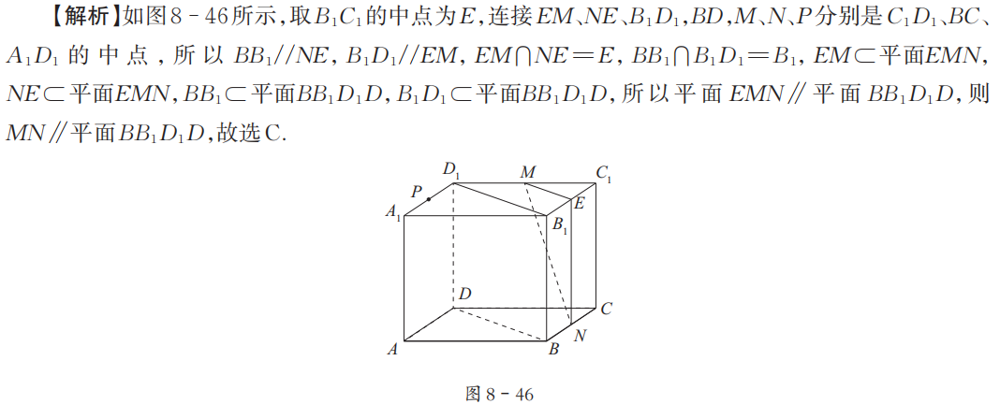 【解析】如图8-46所示,取B₁C₁的中点为E,连接EM、NE、B₁D₁,BD,M、N、P分别是C₁D₁、BC、
A₁D₁的中点,所以BB₁//NE,B₁D₁//EM,EM∩NE=E,BB₁∩B₁D₁=B₁,EM⊂平面EMN,
NE⊂平面EMN,BB₁⊂平面BB₁D₁D,B₁D₁⊂平面BB₁D₁D,所以平面EMN∥平面BB₁D₁D,则
MN∥平面BB₁D₁D,故选C.
D₁ M C₁
P E
A₁ B₁
D C
N
A B
图8-46